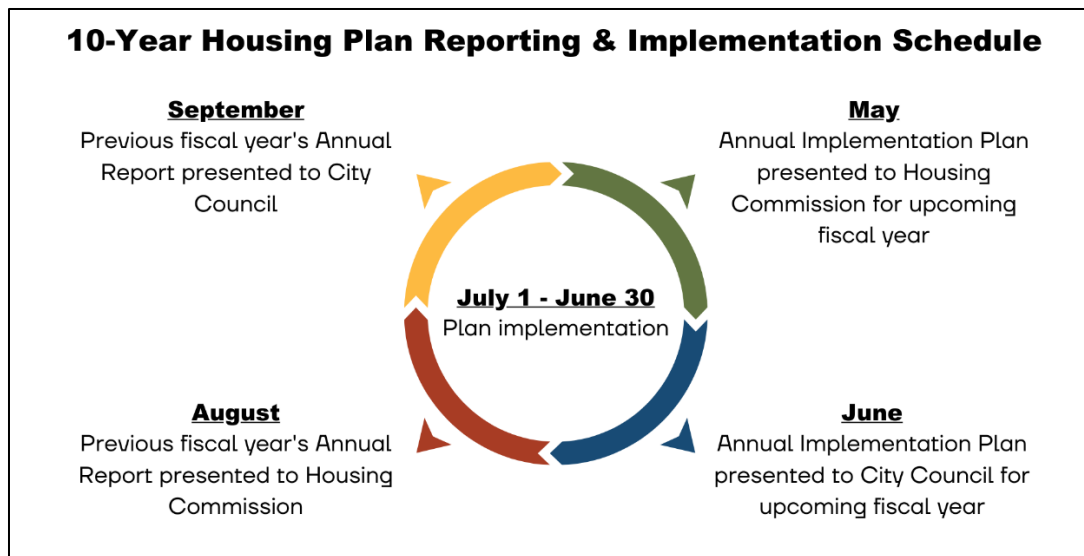 10-Year Housing Plan Reporting & Implementation Schedule
September
Previous fiscal year's Annual
Report presented to City
Council
May
Annual Implementation Plan
presented to Housing
Commission for upcoming
fiscal year
July 1 - June 30
Plan implementation
August
Previous fiscal year's Annual
Report presented to Housing
Commission
June
Annual Implementation Plan
presented to City Council for
upcoming fiscal year